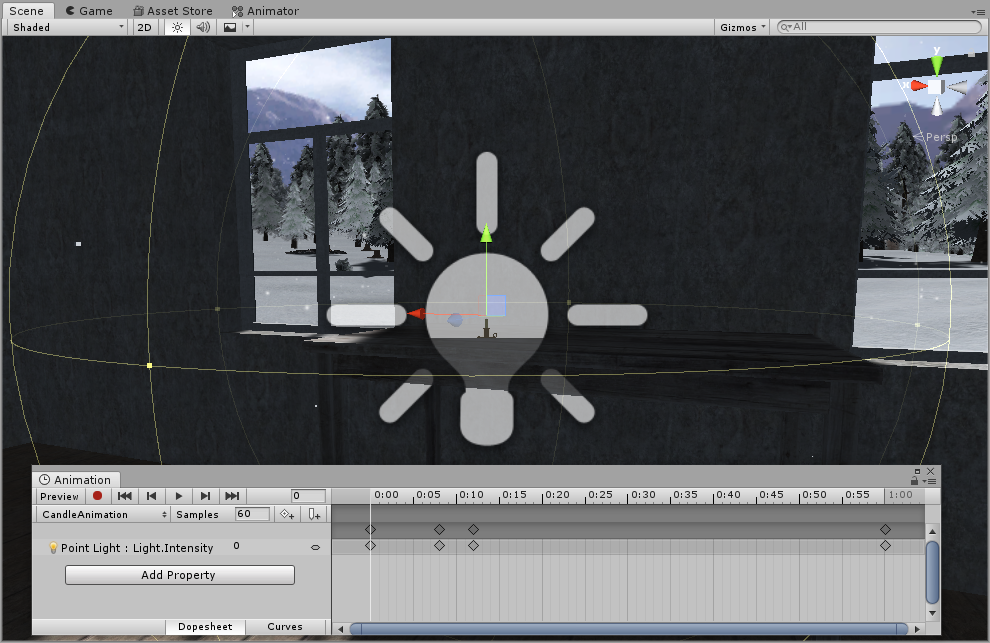 Scene Game Asset Store Animator
Shaded 2D Gizmos All
y
x
Persp
Animation
Preview 0 0:00 0:05 0:10 0:15 0:20 0:25 0:30 0:35 0:40 0:45 0:50 0:55 1:00
CandleAnimation Samples 60
Point Light : Light.Intensity 0
Add Property
Dopesheet Curves